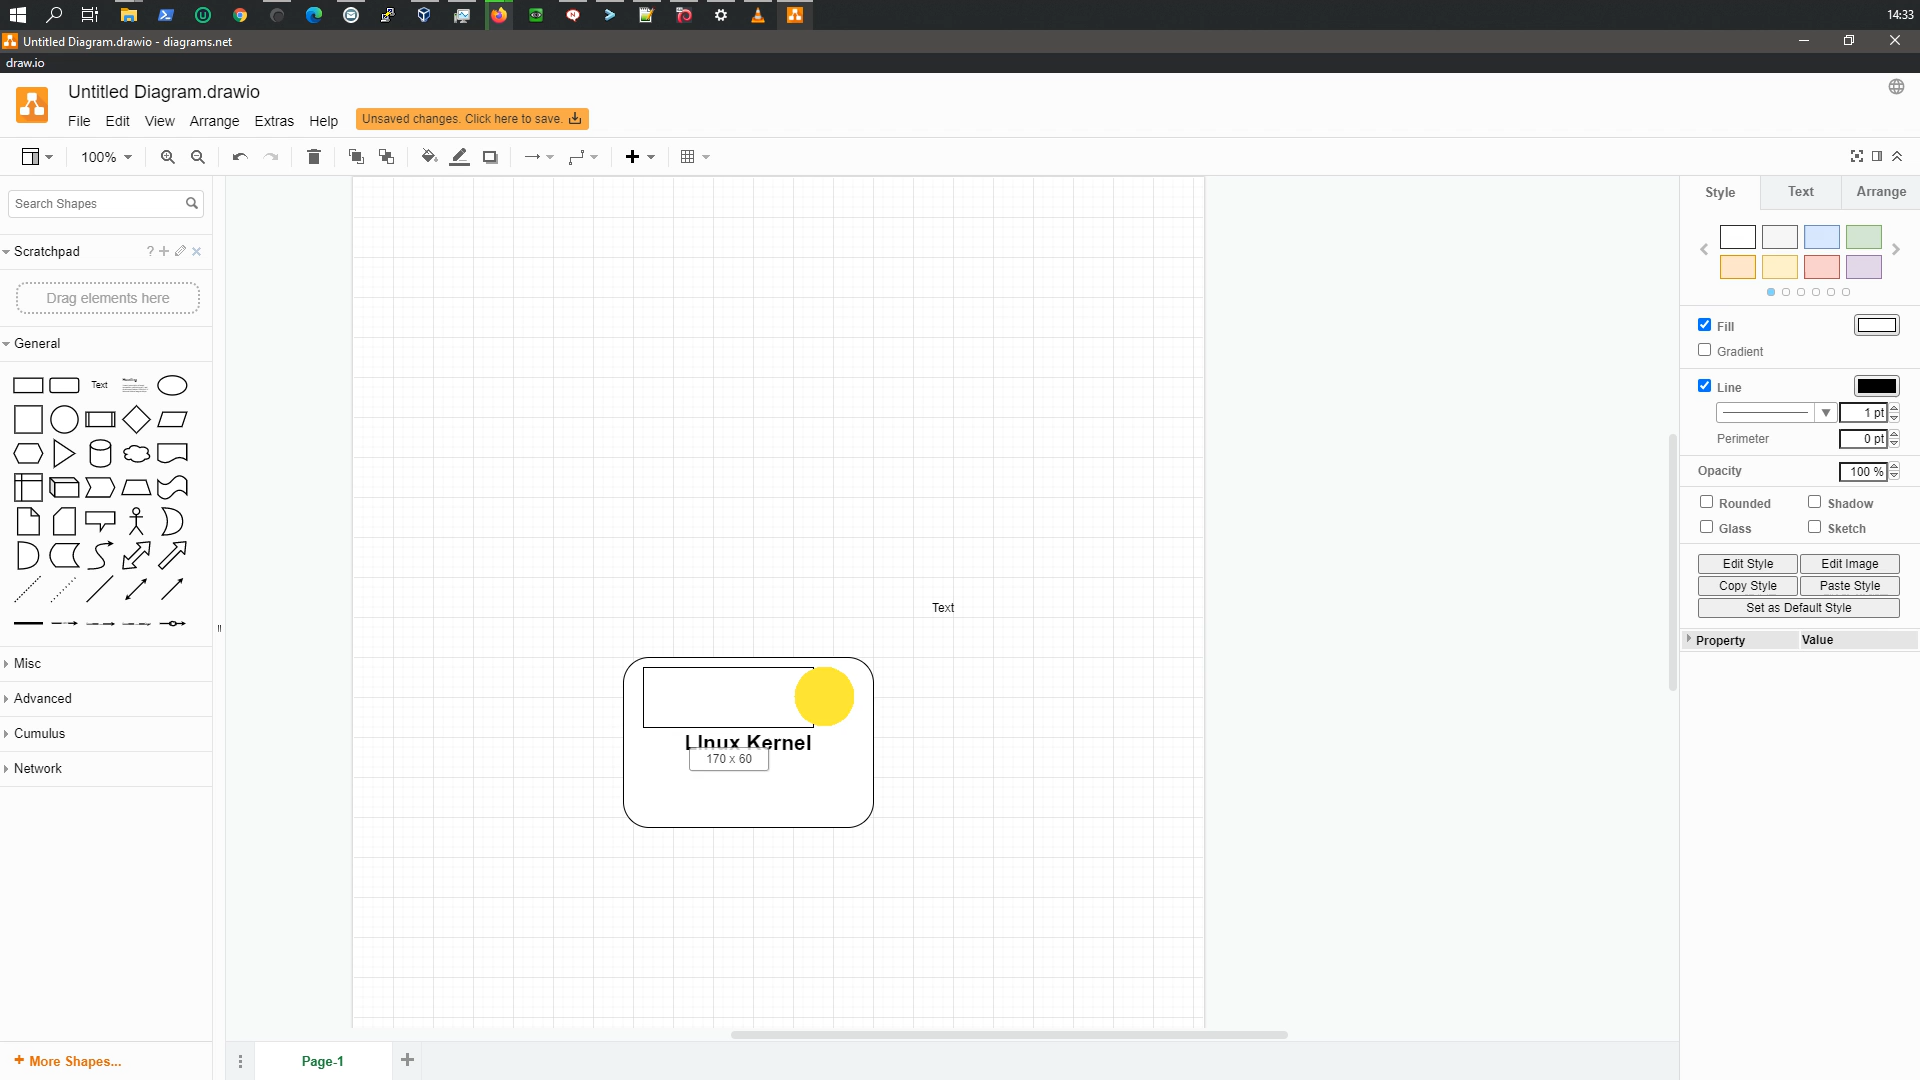 14:33
Untitled Diagram.drawio - diagrams.net
draw.io
Untitled Diagram.drawio
File Edit View Arrange Extras Help Unsaved changes. Click here to save.
100%
Search Shapes
Scratchpad ?
Drag elements here
General
Text
Heading
Misc
Advanced
Cumulus
Network
+ More Shapes...
Text
LInux Kernel
170 x 60
Page-1
Style Text Arrange
Fill
Gradient
Line
1 pt
Perimeter 0 pt
Opacity 100 %
Rounded Shadow
Glass Sketch
Edit Style Edit Image
Copy Style Paste Style
Set as Default Style
Property Value